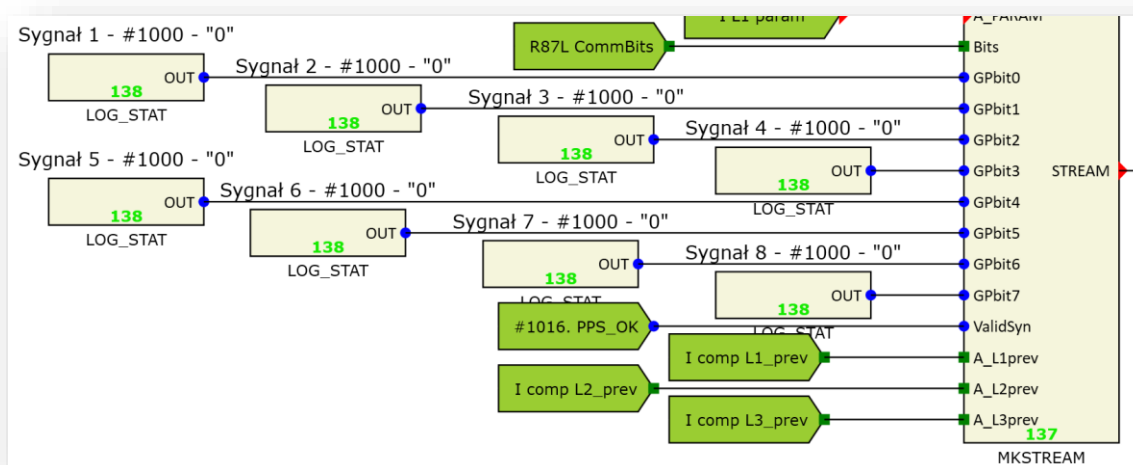 I L1 param
A_PARAM
Sygnał 1 - #1000 - "0"
R87L CommBits
Bits
OUT
138
LOG_STAT
Sygnał 2 - #1000 - "0"
GPbit0
OUT
138
LOG_STAT
Sygnał 3 - #1000 - "0"
GPbit1
OUT
138
LOG_STAT
Sygnał 4 - #1000 - "0"
GPbit2
OUT
138
LOG_STAT
GPbit3
STREAM
Sygnał 5 - #1000 - "0"
OUT
138
LOG_STAT
Sygnał 6 - #1000 - "0"
GPbit4
OUT
138
LOG_STAT
Sygnał 7 - #1000 - "0"
GPbit5
OUT
138
LOG_STAT
Sygnał 8 - #1000 - "0"
GPbit6
OUT
138
LOG_STAT
GPbit7
#1016. PPS_OK
ValidSyn
I comp L1_prev
A_L1prev
I comp L2_prev
A_L2prev
I comp L3_prev
A_L3prev
137
MKSTREAM